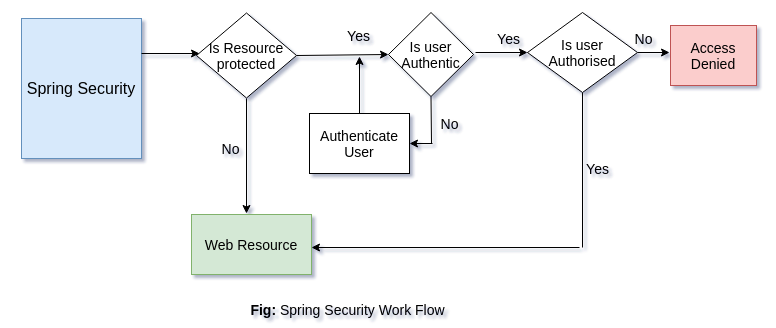 Spring Security
Is Resource
protected
Yes
Is user
Authentic
Yes
Is user
Authorised
No
Access
Denied
No
Authenticate
User
No
Yes
Web Resource
Fig: Spring Security Work Flow